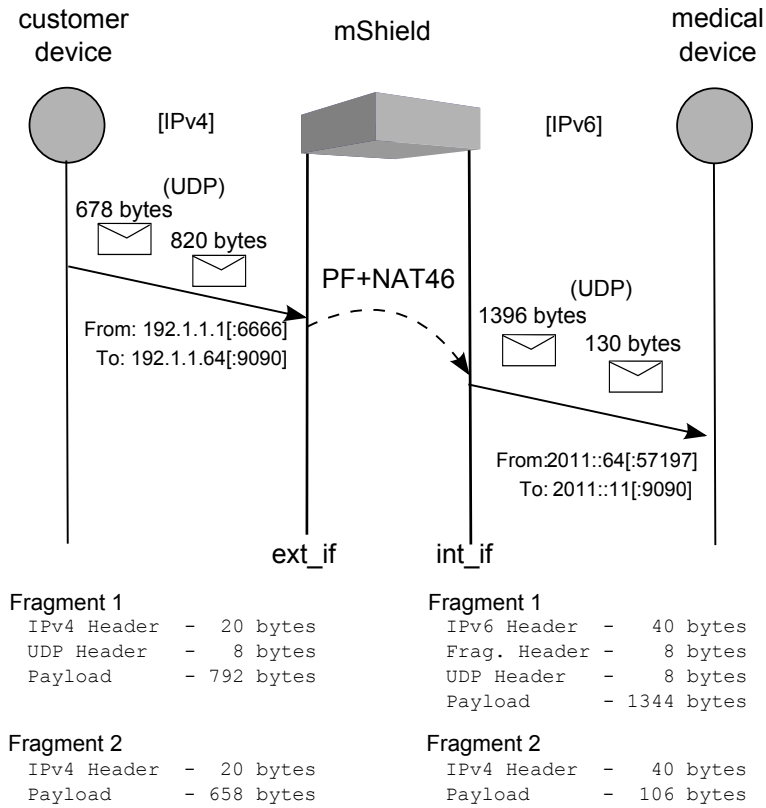 customer
device
mShield
medical
device
[IPv4]
[IPv6]
(UDP)
678 bytes
820 bytes
PF+NAT46
(UDP)
1396 bytes
130 bytes
From: 192.1.1.1[:6666]
To: 192.1.1.64[:9090]
From:2011::64[:57197]
To: 2011::11[:9090]
ext_if
int_if
Fragment 1
IPv4 Header - 20 bytes
UDP Header - 8 bytes
Payload - 792 bytes
Fragment 2
IPv4 Header - 20 bytes
Payload - 658 bytes
Fragment 1
IPv6 Header - 40 bytes
Frag. Header - 8 bytes
UDP Header - 8 bytes
Payload - 1344 bytes
Fragment 2
IPv4 Header - 40 bytes
Payload - 106 bytes